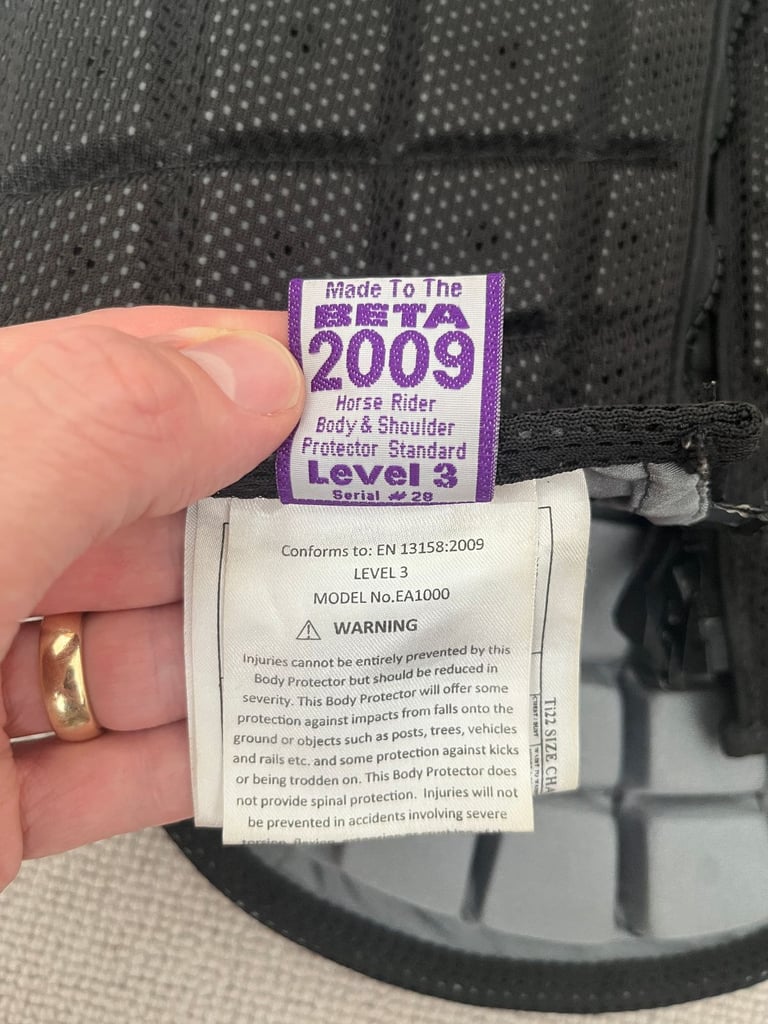 Made To The
BETA
2009
Horse Rider
Body & Shoulder
Protector Standard
Level 3
Serial # 28
Conforms to: EN 13158:2009
LEVEL 3
MODEL No.EA1000
WARNING
Injuries cannot be entirely prevented by this
Body Protector but should be reduced in
severity. This Body Protector will offer some
protection against impacts from falls onto the
ground or objects such as posts, trees, vehicles
and rails etc. and some protection against kicks
or being trodden on. This Body Protector does
not provide spinal protection. Injuries will not
be prevented in accidents involving severe
Ti22 SIZE CHA